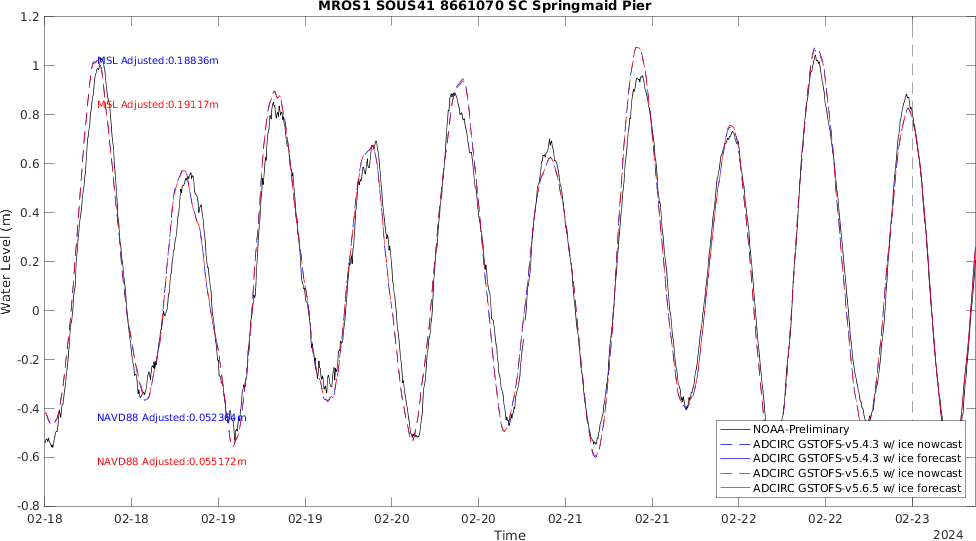 MROS1 SOUS41 8661070 SC Springmaid Pier
1.2
1
0.8
0.6
0.4
0.2
0
-0.2
-0.4
-0.6
-0.8
Water Level (m)
MSL Adjusted:0.18836m
MSL Adjusted:0.19117m
NAVD88 Adjusted:0.052364m
NAVD88 Adjusted:0.055172m
NOAA-Preliminary
ADCIRC GSTOFS-v5.4.3 w/ ice nowcast
ADCIRC GSTOFS-v5.4.3 w/ ice forecast
ADCIRC GSTOFS-v5.6.5 w/ ice nowcast
ADCIRC GSTOFS-v5.6.5 w/ ice forecast
02-18 02-18 02-19 02-19 02-20 02-20 02-21 02-21 02-22 02-22 02-23
Time
2024